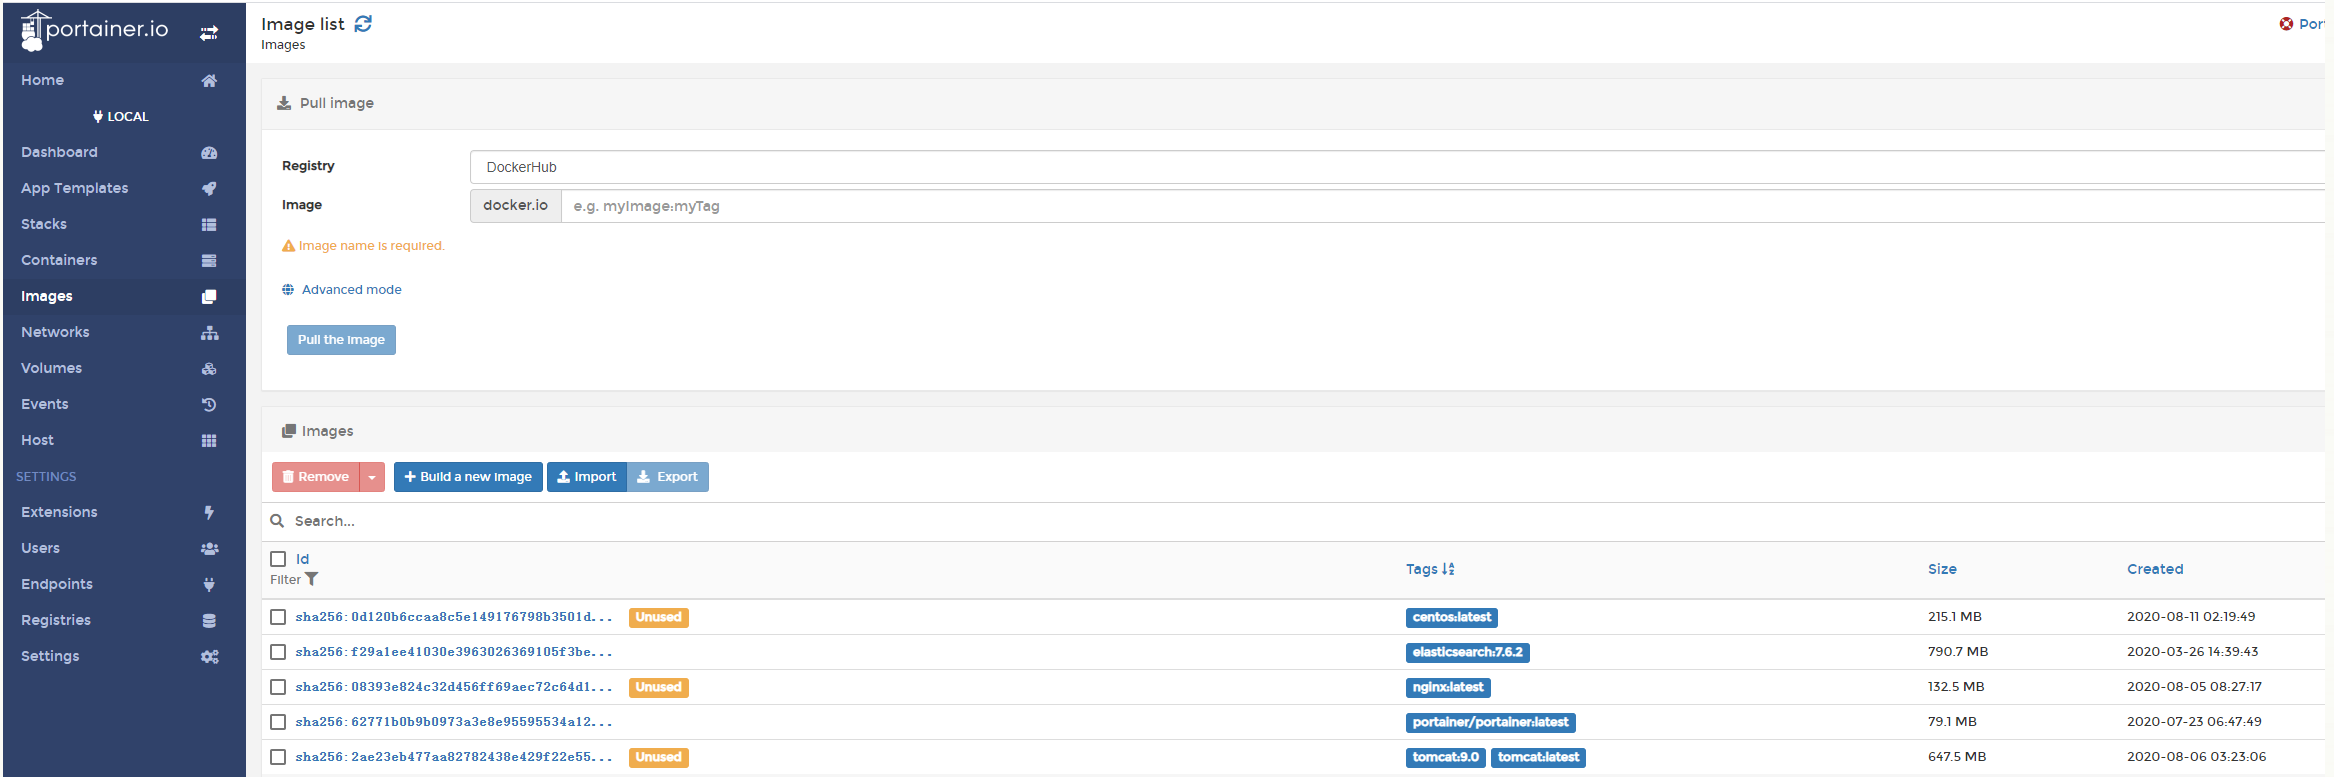 portainer.io
Home
LOCAL
Dashboard
App Templates
Stacks
Containers
Images
Networks
Volumes
Events
Host
SETTINGS
Extensions
Users
Endpoints
Registries
Settings
Image list
Images
Por
Pull image
Registry DockerHub
Image docker.io e.g. myImage:myTag
Image name is required.
Advanced mode
Pull the image
Images
Remove Build a new image Import Export
Search...
Id Tags Size Created
Filter
sha256:0d120b6ccaa8c5e149176798b3501d... Unused centos:latest 215.1 MB 2020-08-11 02:19:49
sha256:f29a1ee41030e3963026369105f3be... elasticsearch:7.6.2 790.7 MB 2020-03-26 14:39:43
sha256:08393e824c32d456ff69aec72c64d1... Unused nginx:latest 132.5 MB 2020-08-05 08:27:17
sha256:62771b0b9b0973a3e8e95595534a12... portainer/portainer:latest 79.1 MB 2020-07-23 06:47:49
sha256:2ae23eb477aa82782438e429f22e55... Unused tomcat:9.0 tomcat:latest 647.5 MB 2020-08-06 03:23:06